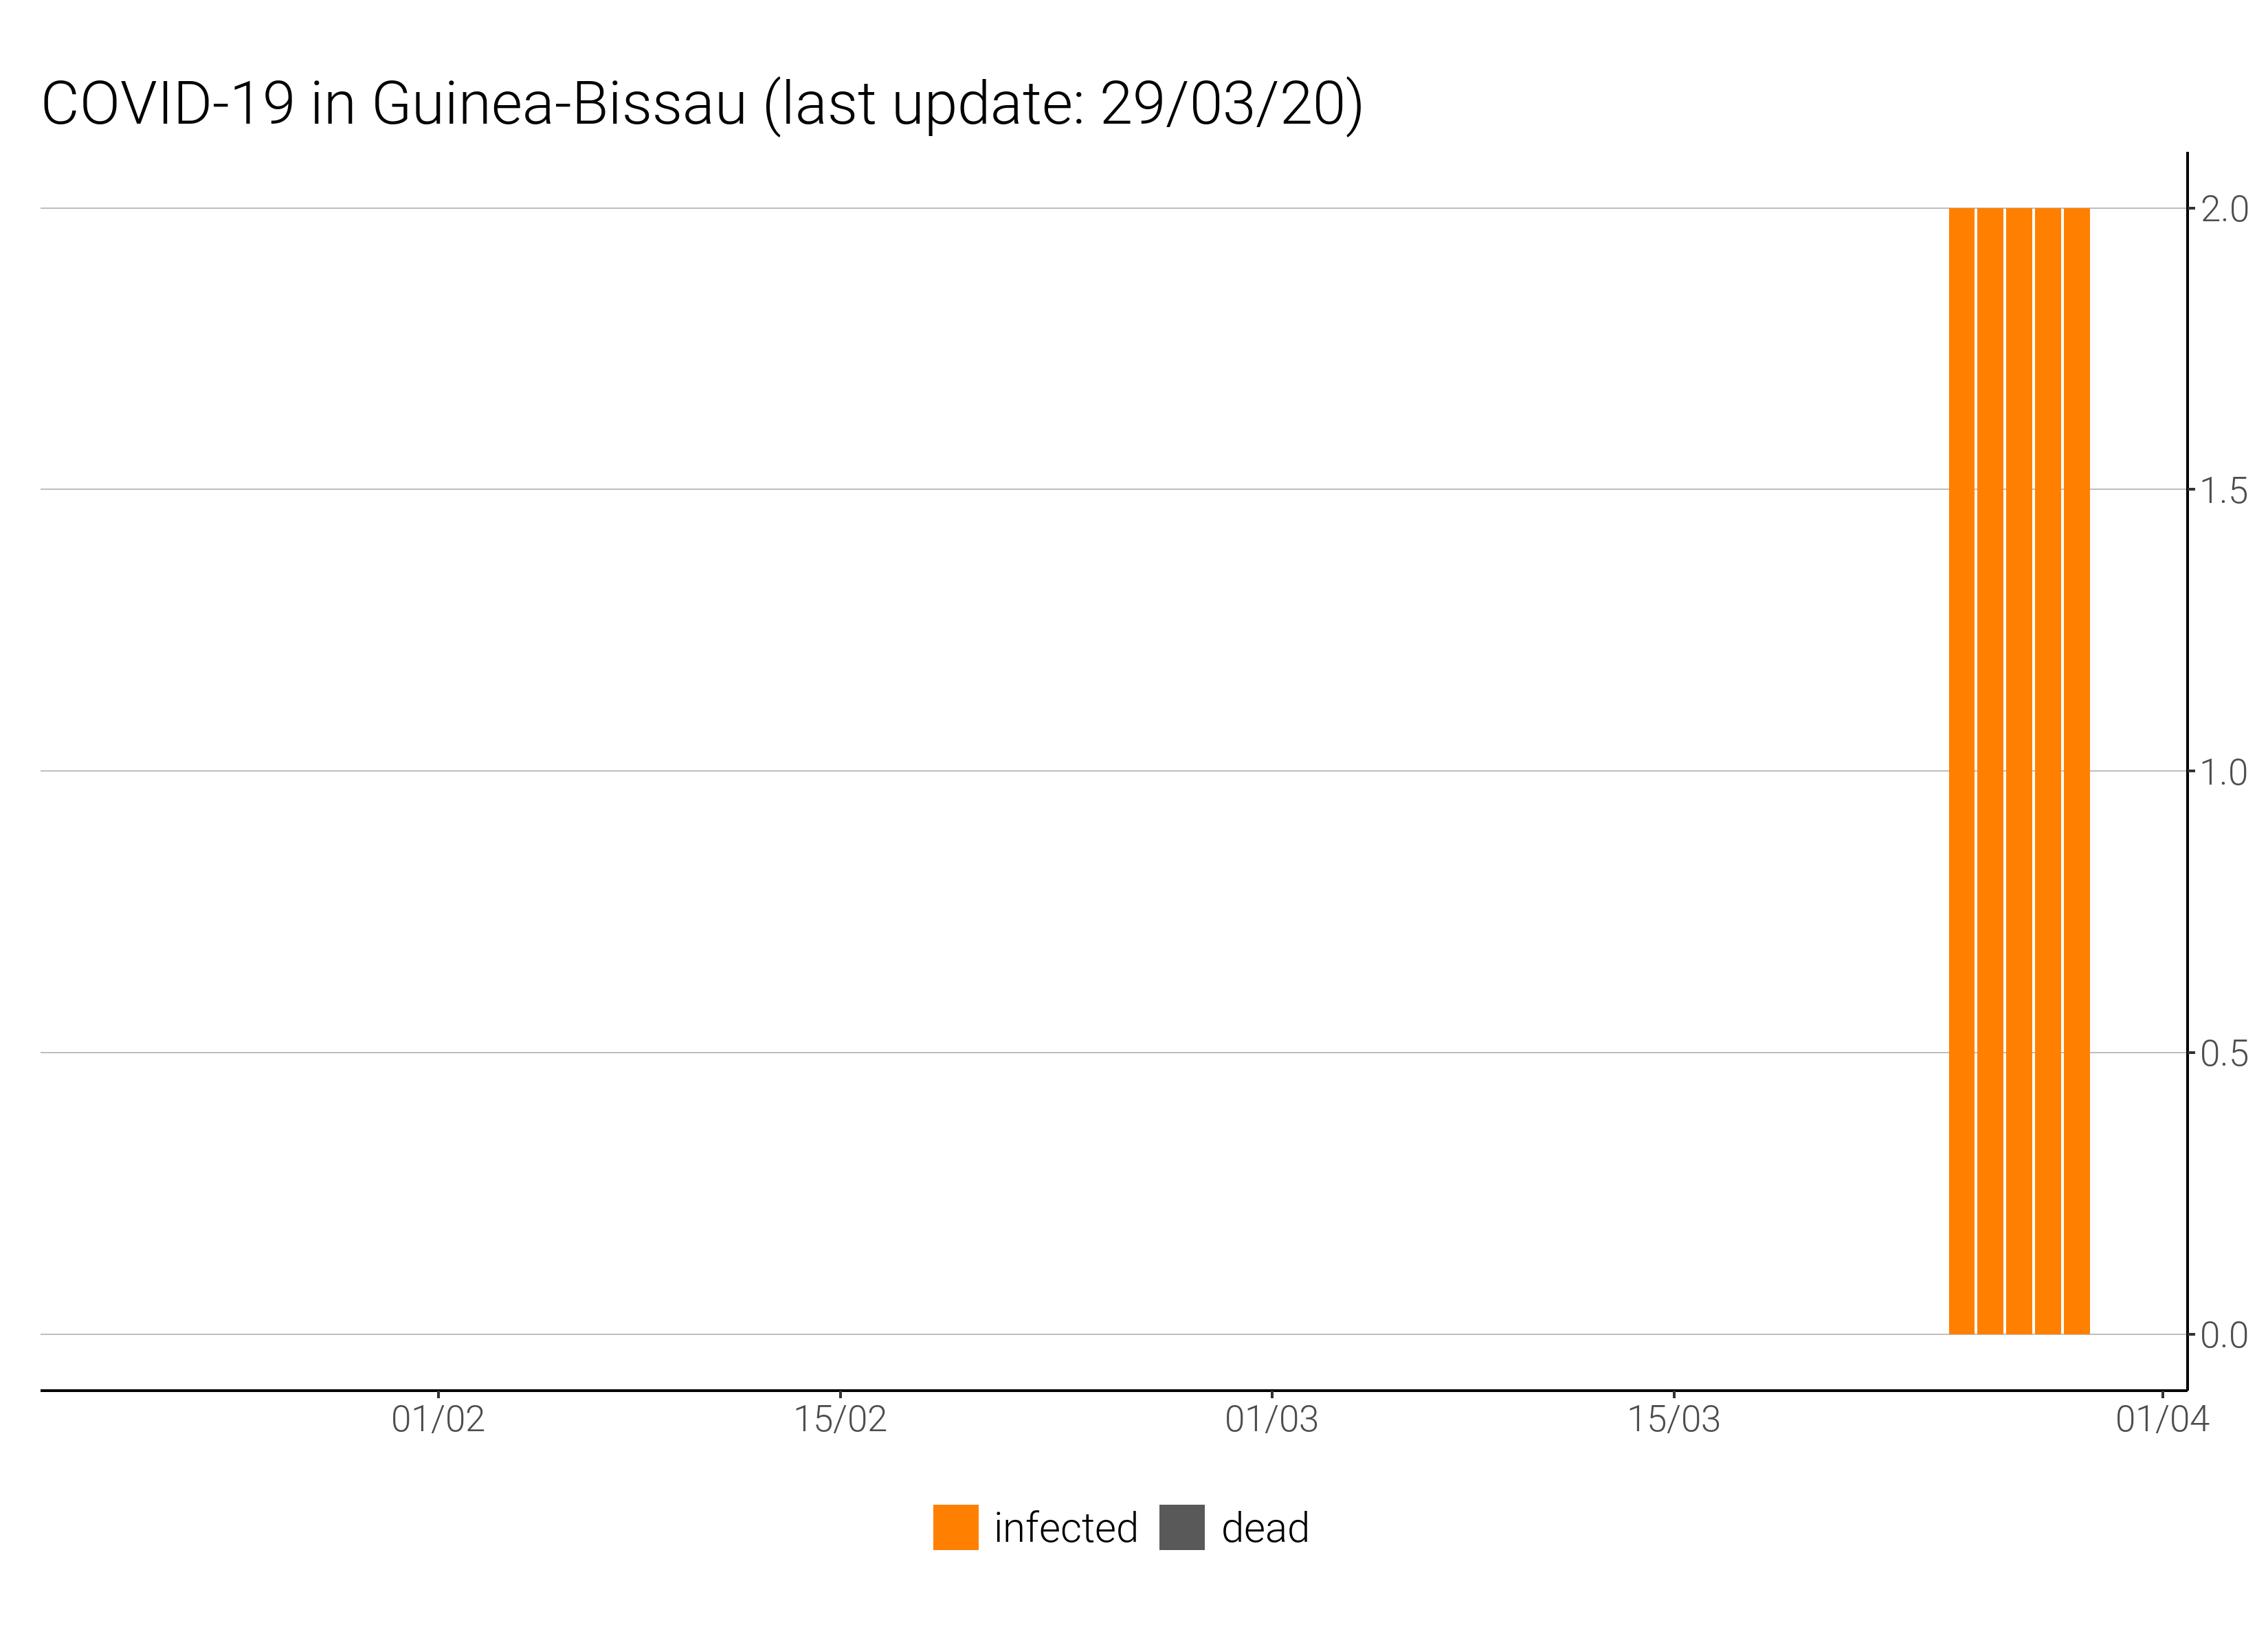 COVID-19 in Guinea-Bissau (last update: 29/03/20)
2.0
1.5
1.0
0.5
0.0
01/02 15/02 01/03 15/03 01/04
infected dead